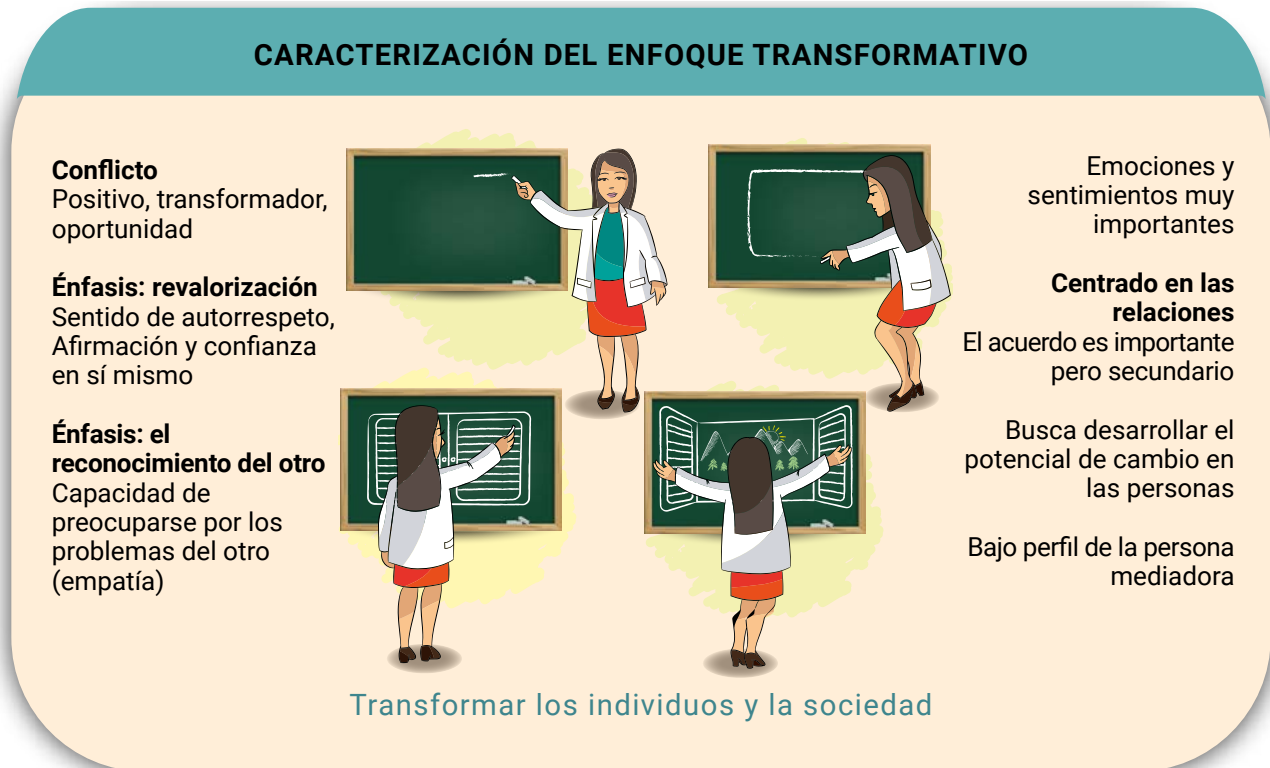 CARACTERIZACIÓN DEL ENFOQUE TRANSFORMATIVO
Conflicto
Positivo, transformador,
oportunidad
Énfasis: revalorización
Sentido de autorrespeto,
Afirmación y confianza
en sí mismo
Énfasis: el
reconocimiento del otro
Capacidad de
preocuparse por los
problemas del otro
(empatía)
Emociones y
sentimientos muy
importantes
Centrado en las
relaciones
El acuerdo es importante
pero secundario
Busca desarrollar el
potencial de cambio en
las personas
Bajo perfil de la persona
mediadora
Transformar los individuos y la sociedad